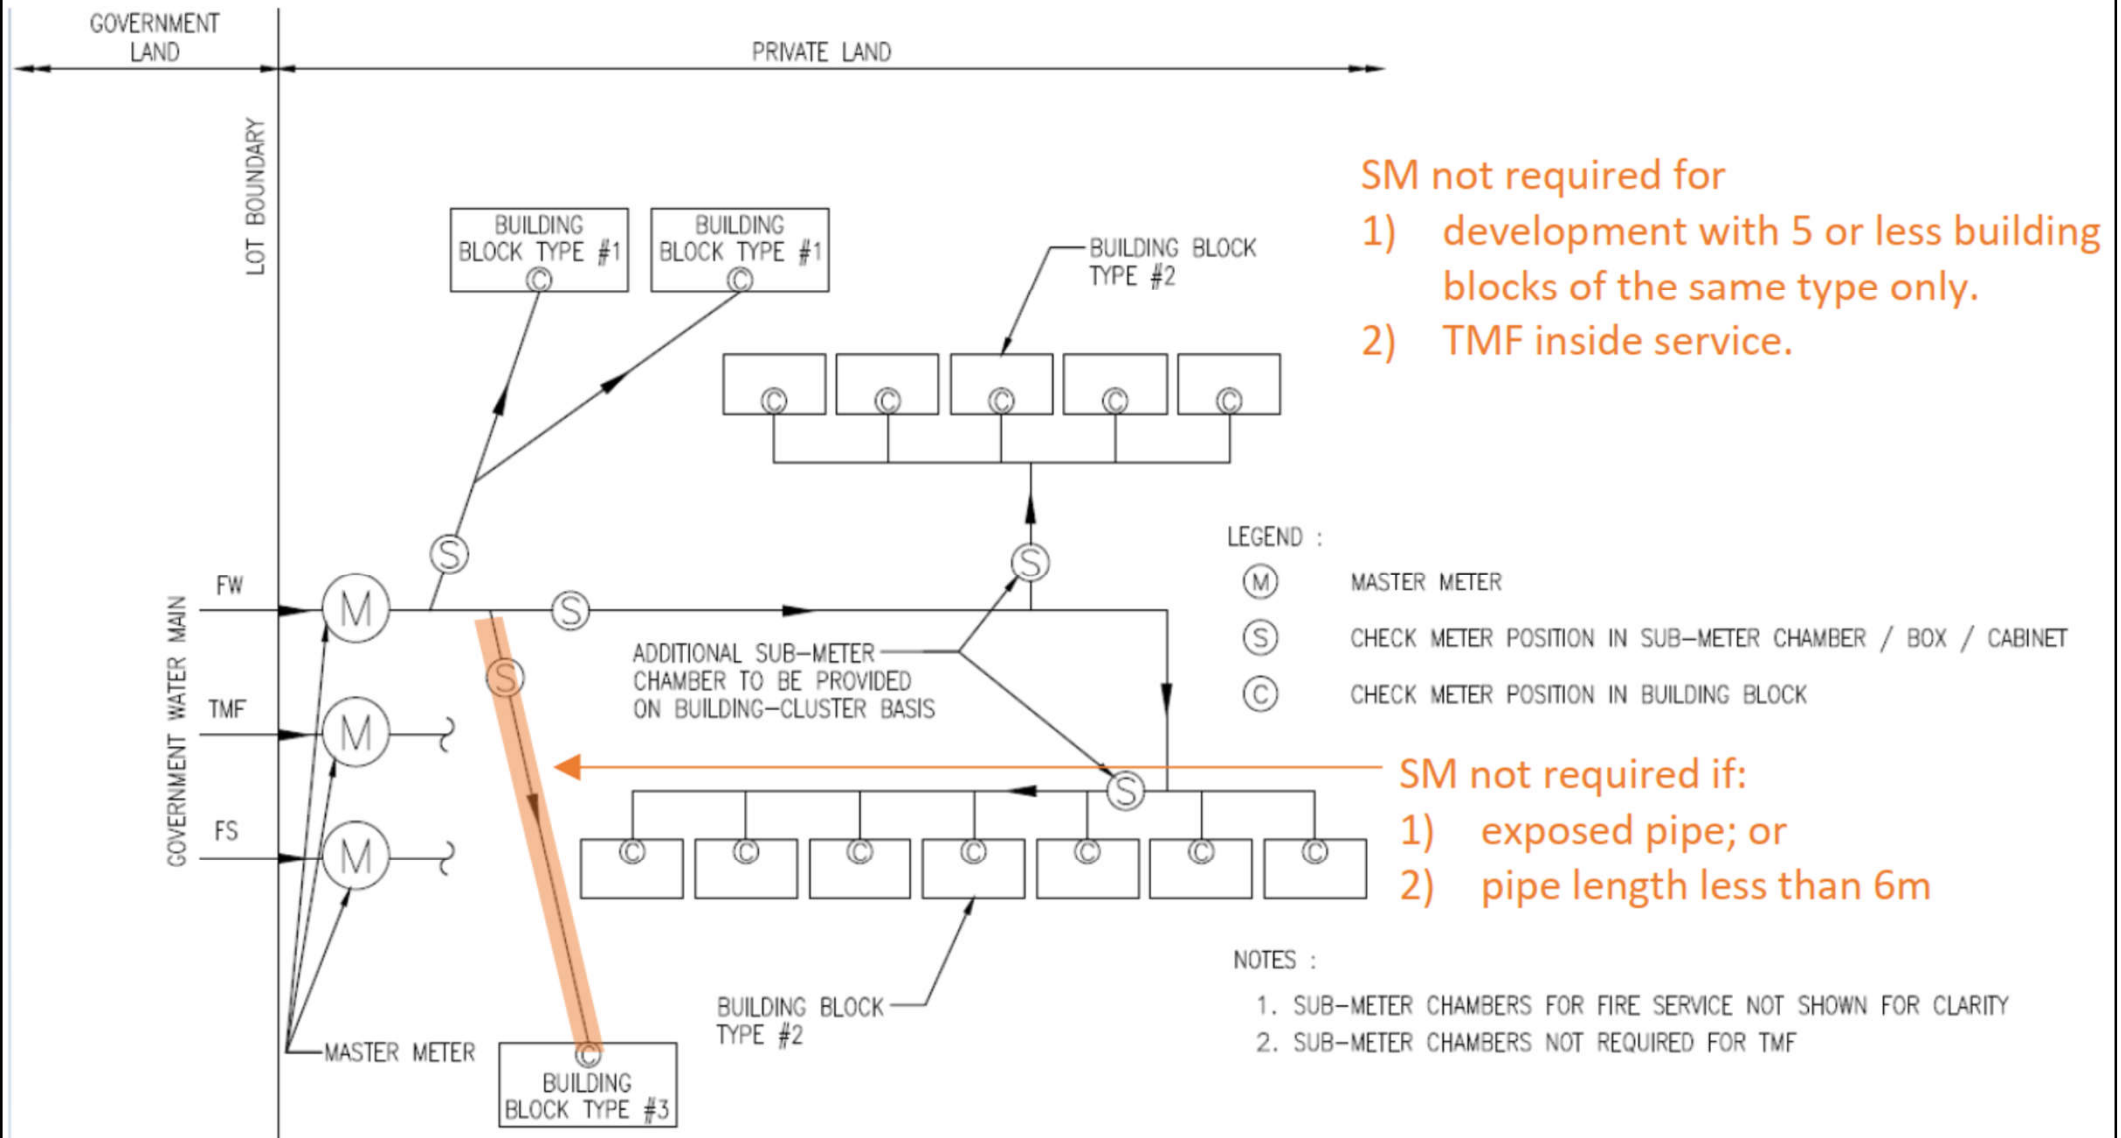 GOVERNMENT
LAND
PRIVATE LAND
LOT BOUNDARY
BUILDING
BLOCK TYPE #1
C
BUILDING
BLOCK TYPE #1
C
BUILDING BLOCK
TYPE #2
SM not required for
1) development with 5 or less building
blocks of the same type only.
2) TMF inside service.
C C C C C
S
S
LEGEND :
M MASTER METER
S CHECK METER POSITION IN SUB-METER CHAMBER / BOX / CABINET
C CHECK METER POSITION IN BUILDING BLOCK
GOVERNMENT WATER MAIN
FW
M
S
S
ADDITIONAL SUB-METER
CHAMBER TO BE PROVIDED
ON BUILDING-CLUSTER BASIS
TMF
M
FS
M
S
SM not required if:
1) exposed pipe; or
2) pipe length less than 6m
C C C C C C C
BUILDING BLOCK
TYPE #2
MASTER METER
C
BUILDING
BLOCK TYPE #3
NOTES :
1. SUB-METER CHAMBERS FOR FIRE SERVICE NOT SHOWN FOR CLARITY
2. SUB-METER CHAMBERS NOT REQUIRED FOR TMF